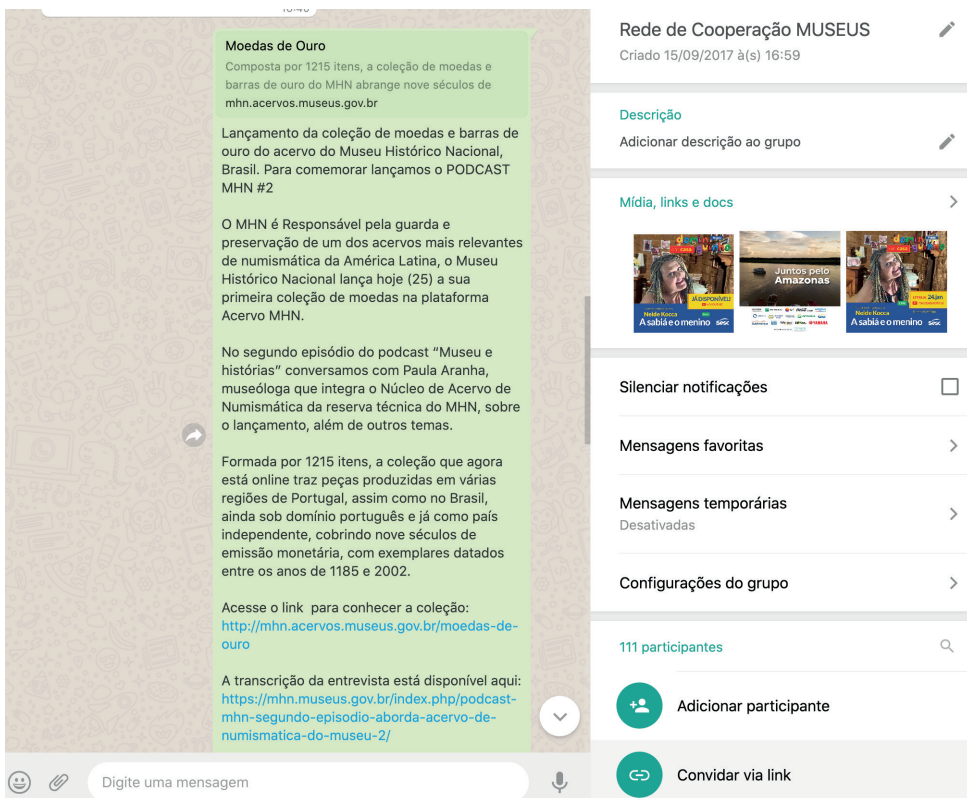 Moedas de Ouro
Composta por 1215 itens, a coleção de moedas e
barras de ouro do MHN abrange nove séculos de
mhn.acervos.museus.gov.br
Lançamento da coleção de moedas e barras de
ouro do acervo do Museu Histórico Nacional,
Brasil. Para comemorar lançamos o PODCAST
MHN #2
O MHN é Responsável pela guarda e
preservação de um dos acervos mais relevantes
de numismática da América Latina, o Museu
Histórico Nacional lança hoje (25) a sua
primeira coleção de moedas na plataforma
Acervo MHN.
No segundo episódio do podcast “Museu e
histórias” conversamos com Paula Aranha,
museóloga que integra o Núcleo de Acervo de
Numismática da reserva técnica do MHN, sobre
o lançamento, além de outros temas.
Formada por 1215 itens, a coleção que agora
está online traz peças produzidas em várias
regiões de Portugal, assim como no Brasil,
ainda sob domínio português e já como país
independente, cobrindo nove séculos de
emissão monetária, com exemplares datados
entre os anos de 1185 e 2002.
Acesse o link  para conhecer a coleção:
http://mhn.acervos.museus.gov.br/moedas-de-
ouro
A transcrição da entrevista está disponível aqui:
https://mhn.museus.gov.br/index.php/podcast-
mhn-segundo-episodio-aborda-acervo-de-
numismatica-do-museu-2/
Digite uma mensagem
Rede de Cooperação MUSEUS
Criado 15/09/2017 à(s) 16:59
Descrição
Adicionar descrição ao grupo
Mídia, links e docs
JÁ DISPONÍVEL!
Neide Kocca
A sabiá e o menino
sesc
Juntos pelo
Amazonas
24.jan
Neide Kocca
A sabiá e o menino
sesc
Silenciar notificações
Mensagens favoritas
Mensagens temporárias
Desativadas
Configurações do grupo
111 participantes
Adicionar participante
Convidar via link